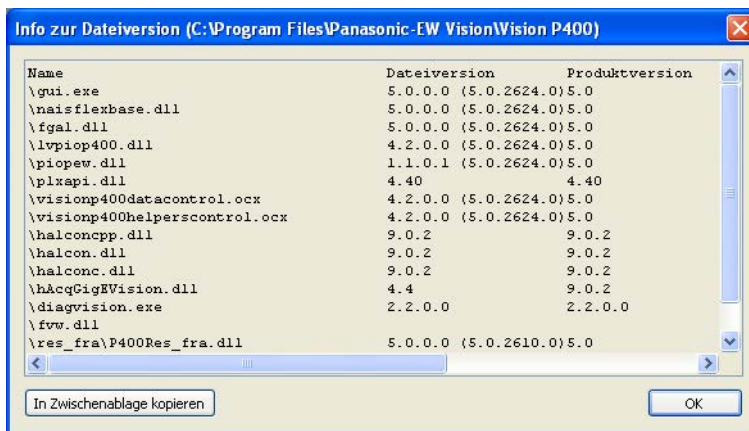 Info zur Dateiversion (C:\Program Files\Panasonic-EW Vision\Vision P400)
Name Dateiversion Produktversion
\gui.exe 5.0.0.0 (5.0.2624.0)5.0
\naisflexbase.dll 5.0.0.0 (5.0.2624.0)5.0
\fgal.dll 5.0.0.0 (5.0.2624.0)5.0
\lvpiop400.dll 4.2.0.0 (5.0.2624.0)5.0
\piopew.dll 1.1.0.1 (5.0.2624.0)5.0
\plxapi.dll 4.40 4.40
\visionp400datacontrol.ocx 4.2.0.0 (5.0.2624.0)5.0
\visionp400helperscontrol.ocx 4.2.0.0 (5.0.2624.0)5.0
\halconcpp.dll 9.0.2 9.0.2
\halcon.dll 9.0.2 9.0.2
\halconc.dll 9.0.2 9.0.2
\hAcqGigEVision.dll 4.4 9.0.2
\diagvision.exe 2.2.0.0 2.2.0.0
\fvw.dll
\res_fra\P400Res_fra.dll 5.0.0.0 (5.0.2610.0)5.0
In Zwischenablage kopieren OK